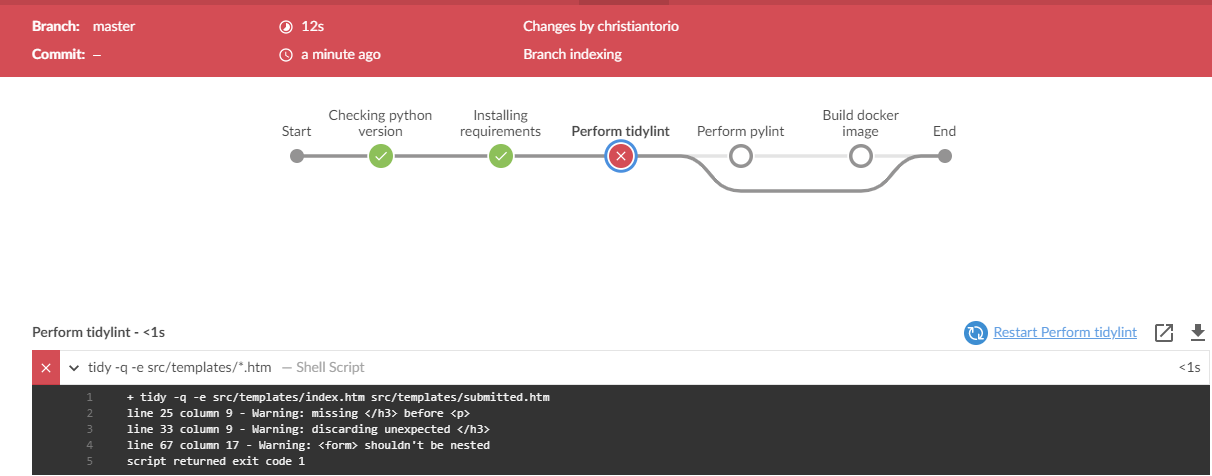 Branch: master 12s Changes by christiantorio
Commit: – a minute ago Branch indexing
Checking python Installing Build docker
Start version requirements Perform tidylint Perform pylint image End
Perform tidylint - <1s Restart Perform tidylint
tidy -q -e src/templates/*.htm — Shell Script <1s
1 + tidy -q -e src/templates/index.htm src/templates/submitted.htm
2 line 25 column 9 - Warning: missing </h3> before <p>
3 line 33 column 9 - Warning: discarding unexpected </h3>
4 line 67 column 17 - Warning: <form> shouldn't be nested
5 script returned exit code 1